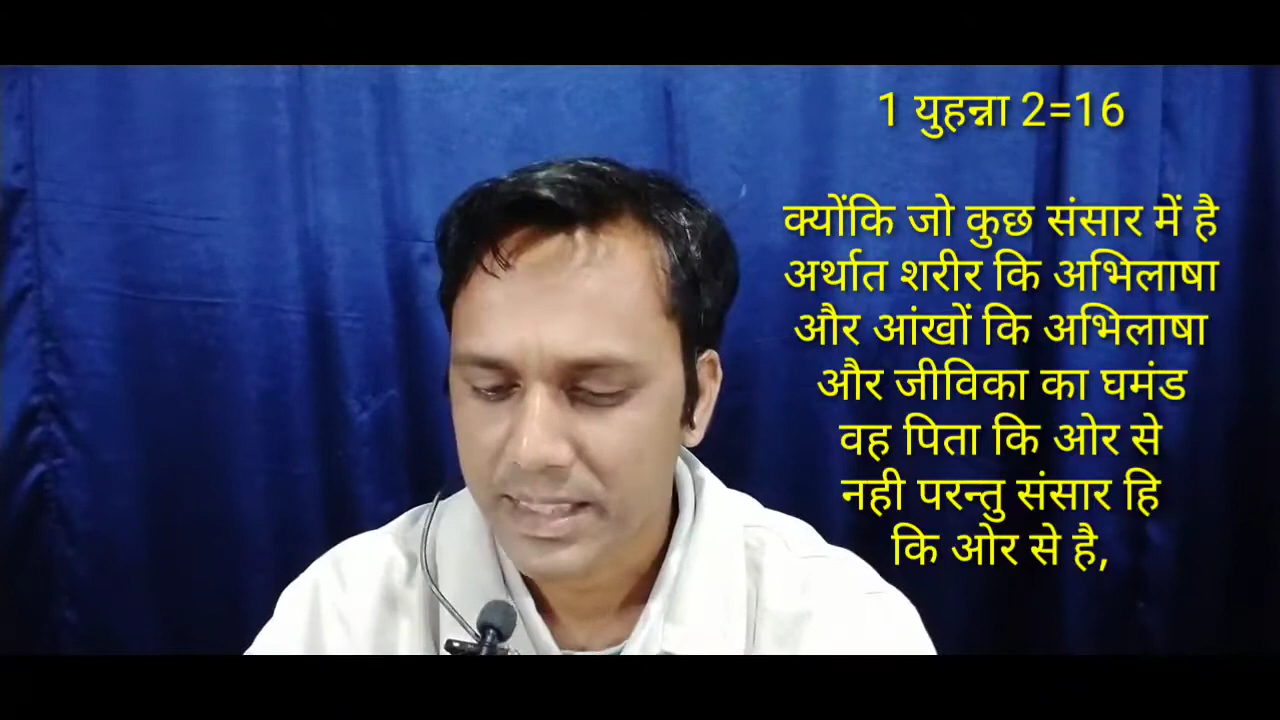 1 युहन्ना 2=16
क्योंकि जो कुछ संसार में है
अर्थात शरीर कि अभिलाषा
और आंखों कि अभिलाषा
और जीविका का घमंड
वह पिता कि ओर से
नही परन्तु संसार हि
कि ओर से है,